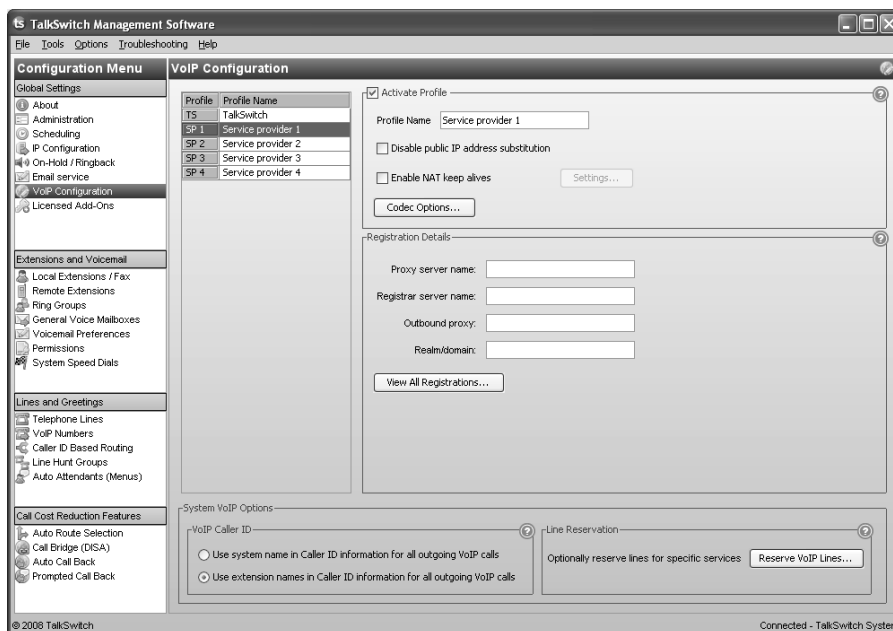 ts TalkSwitch Management Software
File Tools Options Troubleshooting Help
Configuration Menu
Global Settings
About
Administration
Scheduling
IP Configuration
On-Hold / Ringback
Email service
VoIP Configuration
Licensed Add-Ons
Extensions and Voicemail
Local Extensions / Fax
Remote Extensions
Ring Groups
General Voice Mailboxes
Voicemail Preferences
Permissions
System Speed Dials
Lines and Greetings
Telephone Lines
VoIP Numbers
Caller ID Based Routing
Line Hunt Groups
Auto Attendants (Menus)
Call Cost Reduction Features
Auto Route Selection
Call Bridge (DISA)
Auto Call Back
Prompted Call Back
VoIP Configuration
Profile Profile Name
TS TalkSwitch
SP 1 Service provider 1
SP 2 Service provider 2
SP 3 Service provider 3
SP 4 Service provider 4
Activate Profile
Profile Name Service provider 1
Disable public IP address substitution
Enable NAT keep alives Settings...
Codec Options...
Registration Details
Proxy server name:
Registrar server name:
Outbound proxy:
Realm/domain:
View All Registrations...
System VoIP Options
VoIP Caller ID
Use system name in Caller ID information for all outgoing VoIP calls
Use extension names in Caller ID information for all outgoing VoIP calls
Line Reservation
Optionally reserve lines for specific services Reserve VoIP Lines...
© 2008 TalkSwitch
Connected - TalkSwitch System